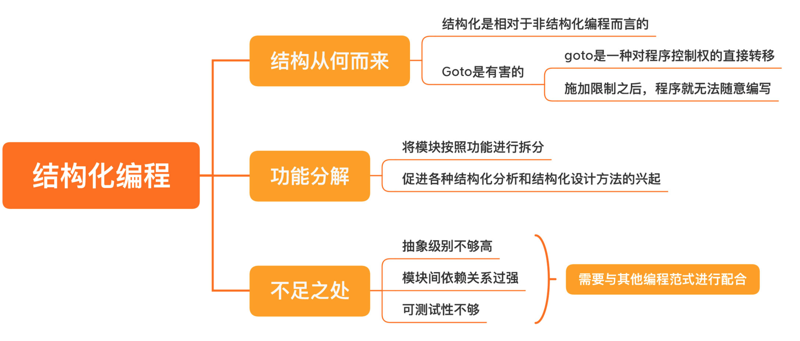 结构化编程
结构从何而来
结构化是相对于非结构化编程而言的
Goto是有害的
goto是一种对程序控制权的直接转移
施加限制之后，程序就无法随意编写
功能分解
将模块按照功能进行拆分
促进各种结构化分析和结构化设计方法的兴起
不足之处
抽象级别不够高
模块间依赖关系过强
可测试性不够
需要与其他编程范式进行配合